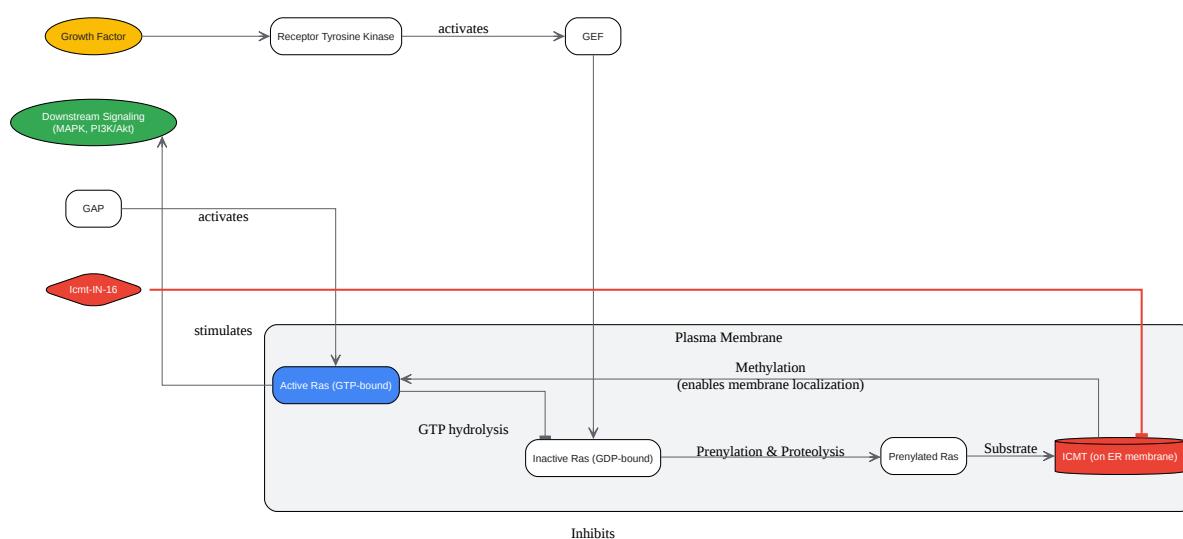 Growth Factor
Receptor Tyrosine Kinase
activates
GEF
Downstream Signaling
(MAPK, PI3K/Akt)
GAP
activates
Icmt-IN-16
stimulates
Plasma Membrane
Methylation
(enables membrane localization)
Active Ras (GTP-bound)
GTP hydrolysis
Inactive Ras (GDP-bound)
Prenylation & Proteolysis
Prenylated Ras
Substrate
ICMT (on ER membrane)
Inhibits